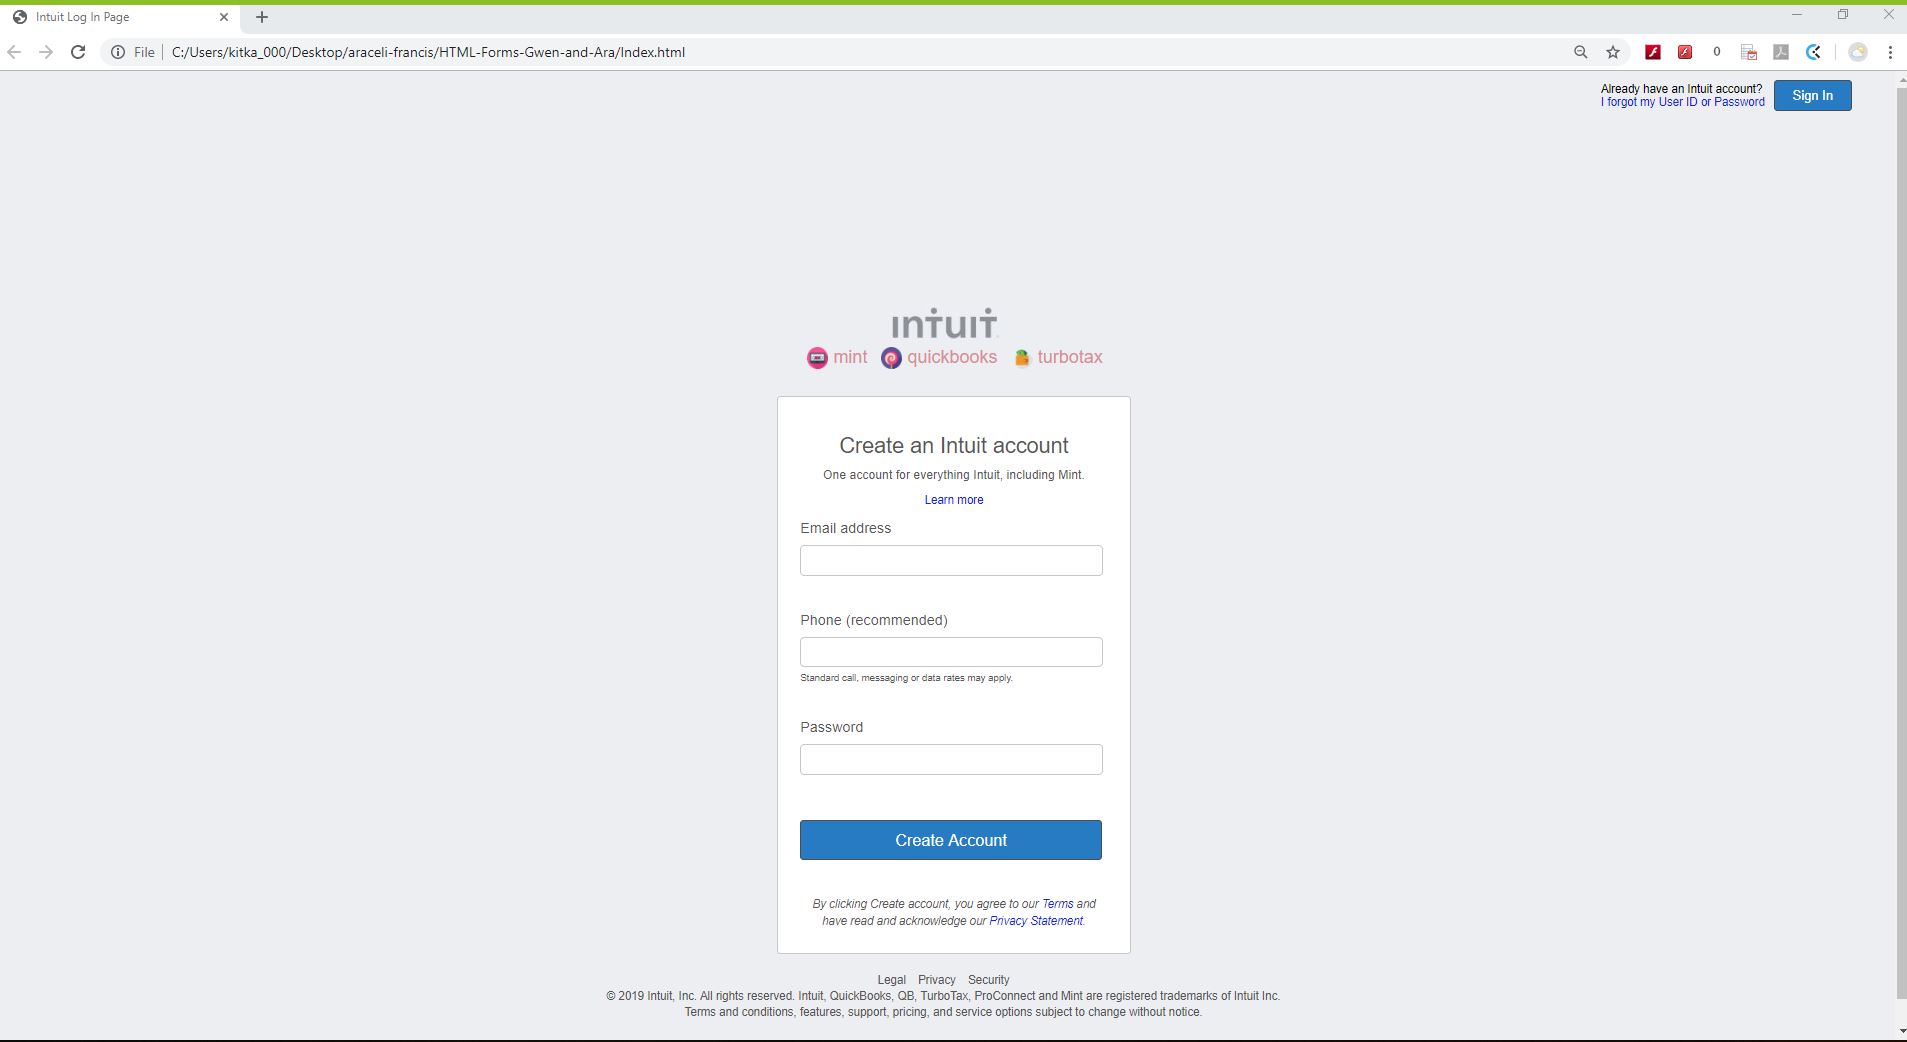 Intuit Log In Page
File C:/Users/kitka_000/Desktop/araceli-francis/HTML-Forms-Gwen-and-Ara/Index.html
0
Already have an Intuit account?
I forgot my User ID or Password
Sign In
intuit
mint quickbooks turbotax
Create an Intuit account
One account for everything Intuit, including Mint.
Learn more
Email address
Phone (recommended)
Standard call, messaging or data rates may apply.
Password
Create Account
By clicking Create account, you agree to our Terms and
have read and acknowledge our Privacy Statement.
Legal Privacy Security
© 2019 Intuit, Inc. All rights reserved. Intuit, QuickBooks, QB, TurboTax, ProConnect and Mint are registered trademarks of Intuit Inc.
Terms and conditions, features, support, pricing, and service options subject to change without notice.